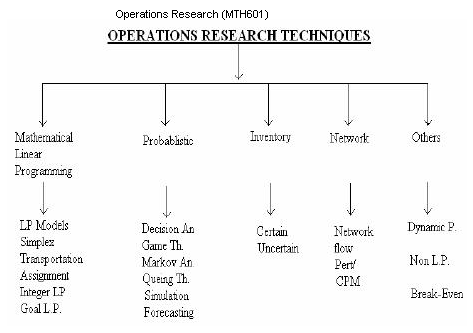 Operations Research (MTH601)
OPERATIONS RESEARCH TECHNIQUES
Mathematical
Linear
Programming
Probablistic
Inventory
Network
Others
LP Models
Simplex
Transportation
Assignment
Integer LP
Goal L.P.
Decision An
Game Th.
Markov An.
Queing Th.
Simulation
Forecasting
Certain
Uncertain
Network
flow
Pert/
CPM
Dynamic P.
Non L.P.
Break-Even